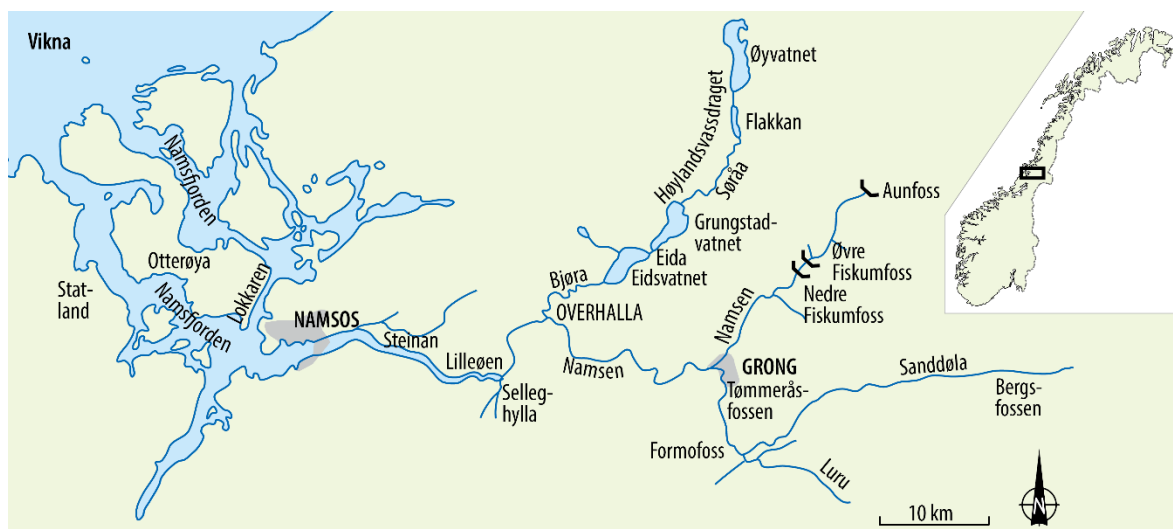 Vikna
Øyvatnet
Høylandsvassdraget
Flakkan
Søråa
Namsfjorden
Aunfoss
Grungstad-
vatnet
Otterøya
Eida
Eidsvatnet
Øvre
Fiskumfoss
Stat-
land
Lokkaren
Bjøra
Nedre
Fiskumfoss
Namsfjorden
NAMSOS
OVERHALLA
Namsen
Steinan
Lilleøen
Namsen
GRONG
Sanddøla
Selleg-
hylla
Tømmerås-
fossen
Bergs-
fossen
Formofoss
Luru
10 km
N